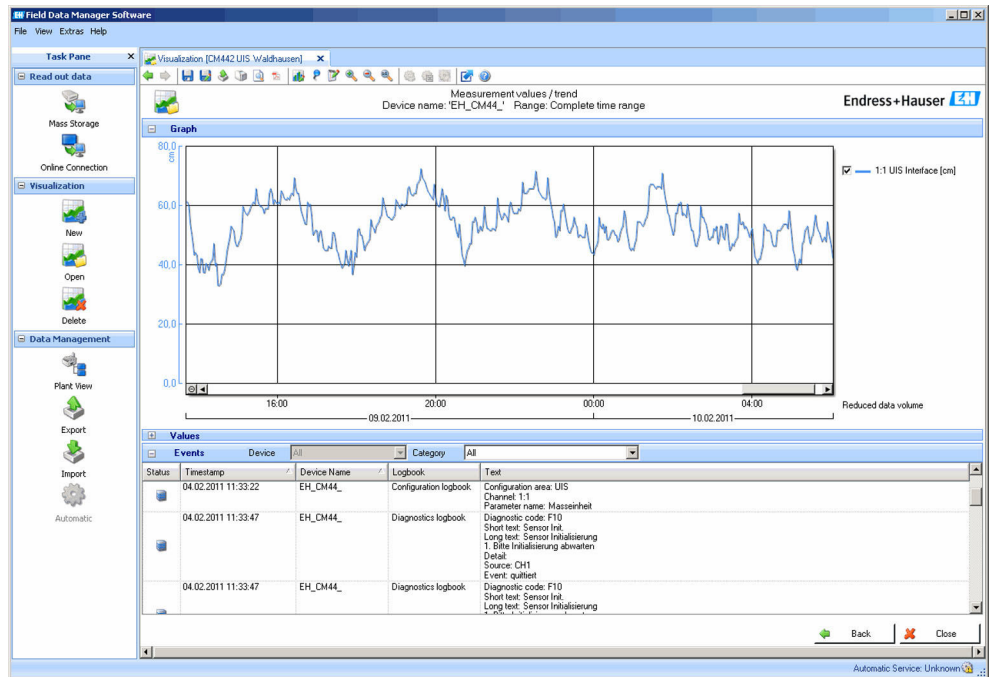 Field Data Manager Software
File View Extras Help
Task Pane
Read out data
Mass Storage
Online Connection
Visualization
New
Open
Delete
Data Management
Plant View
Export
Import
Automatic
Visualization [CM442 UIS Waldhausen]
Measurement values / trend
Device name: 'EH_CM44_' Range: Complete time range
Endress+Hauser EH
Graph
80,0
cm
60,0
40,0
20,0
0,0
16:00 20:00 00:00 04:00
09.02.2011 10.02.2011
1:1 UIS Interface [cm]
Reduced data volume
Values
Events Device All Category All
Status Timestamp Device Name Logbook Text
04.02.2011 11:33:22 EH_CM44_ Configuration logbook Configuration area: UIS
Channel: 1:1
Parameter name: Masseinheit
04.02.2011 11:33:47 EH_CM44_ Diagnostics logbook Diagnostic code: F10
Short text: Sensor Init.
Long text: Sensor Initialisierung
1. Bitte Initialisierung abwarten
Detail:
Source: CH1
Event: quittiert
04.02.2011 11:33:47 EH_CM44_ Diagnostics logbook Diagnostic code: F10
Short text: Sensor Init.
Long text: Sensor Initialisierung
Back Close
Automatic Service: Unknown